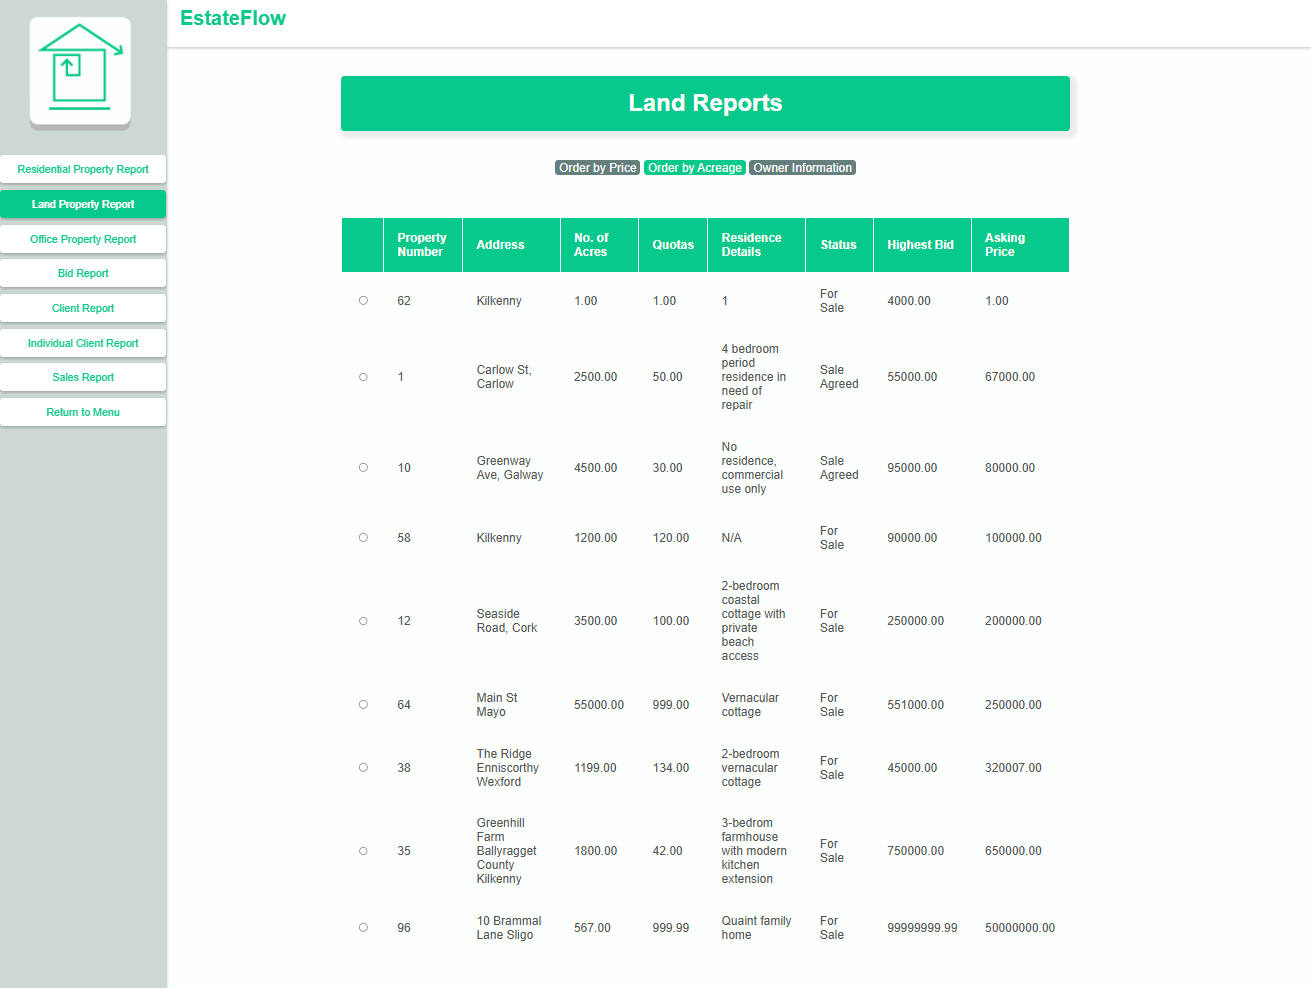 EstateFlow
Residential Property Report
Land Property Report
Office Property Report
Bid Report
Client Report
Individual Client Report
Sales Report
Return to Menu
Land Reports
Order by Price Order by Acreage Owner Information
Property Number Address No. of Acres Quotas Residence Details Status Highest Bid Asking Price
62 Kilkenny 1.00 1.00 1 For Sale 4000.00 1.00
1 Carlow St, Carlow 2500.00 50.00 4 bedroom period residence in need of repair Sale Agreed 55000.00 67000.00
10 Greenway Ave, Galway 4500.00 30.00 No residence, commercial use only Sale Agreed 95000.00 80000.00
58 Kilkenny 1200.00 120.00 N/A For Sale 90000.00 100000.00
12 Seaside Road, Cork 3500.00 100.00 2-bedroom coastal cottage with private beach access For Sale 250000.00 200000.00
64 Main St Mayo 55000.00 999.00 Vernacular cottage For Sale 551000.00 250000.00
38 The Ridge Enniscorthy Wexford 1199.00 134.00 2-bedroom vernacular cottage For Sale 45000.00 320007.00
35 Greenhill Farm Ballyragget County Kilkenny 1800.00 42.00 3-bedrom farmhouse with modern kitchen extension For Sale 750000.00 650000.00
96 10 Brammal Lane Sligo 567.00 999.99 Quaint family home For Sale 99999999.99 50000000.00